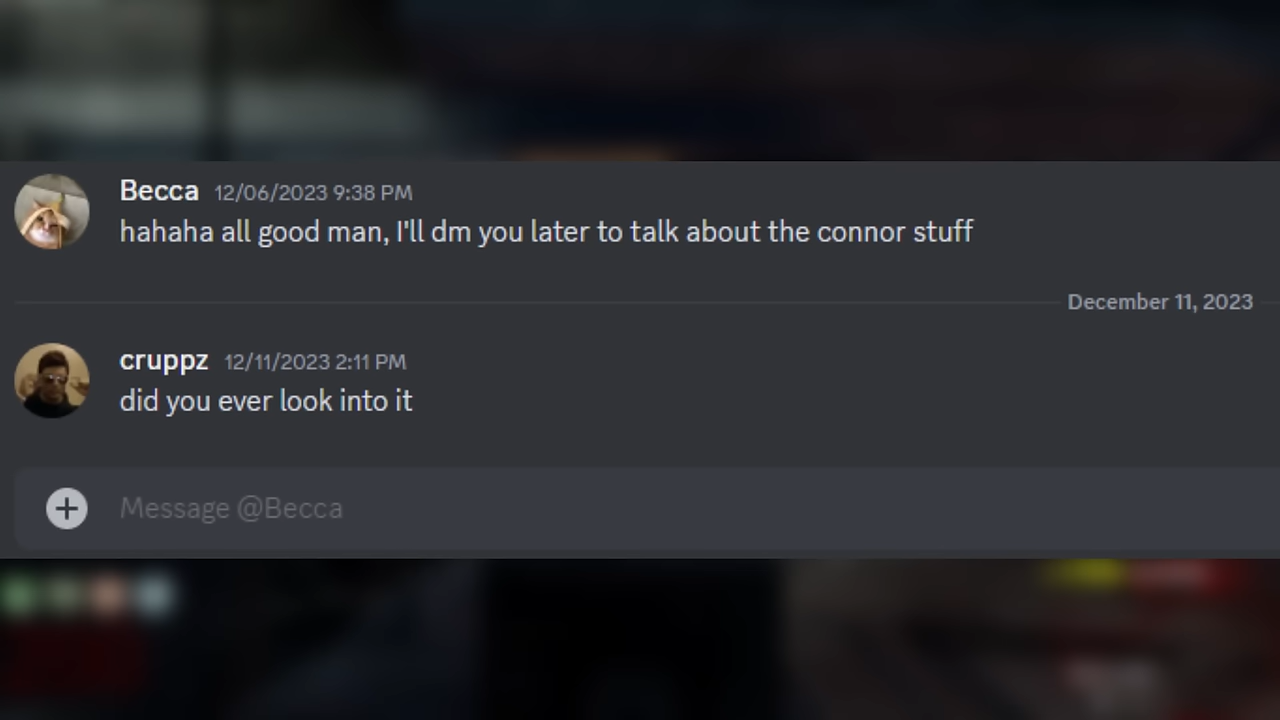 Becca 12/06/2023 9:38 PM
hahaha all good man, I'll dm you later to talk about the connor stuff
December 11, 2023
cruppz 12/11/2023 2:11 PM
did you ever look into it
Message @Becca